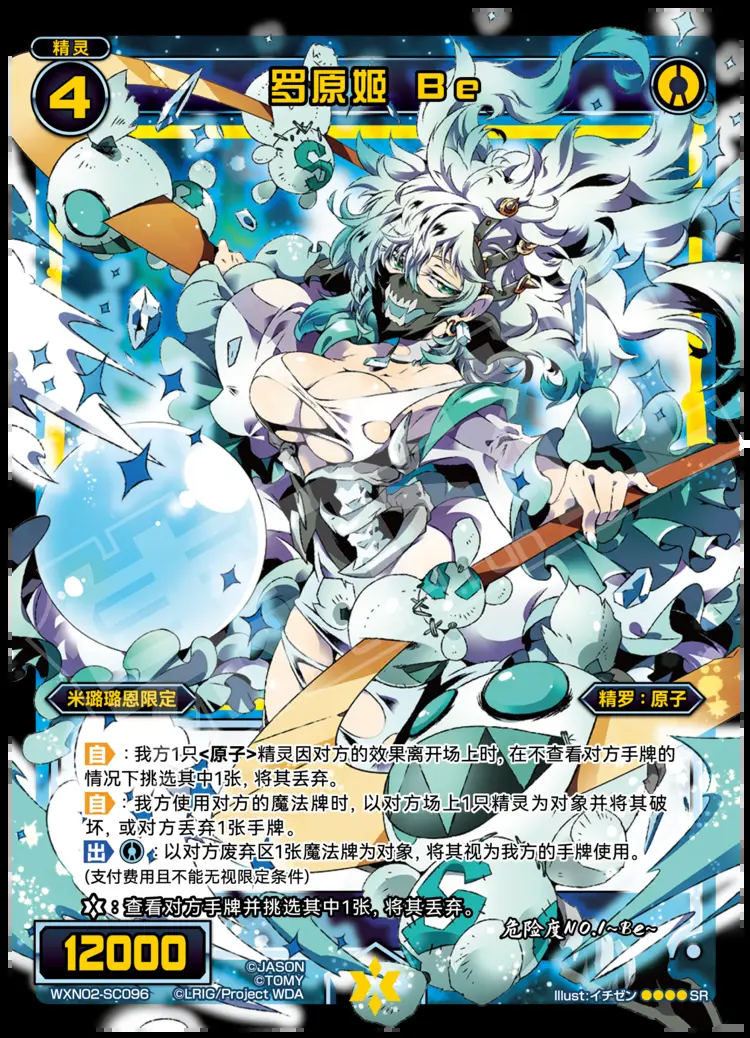 精灵
4
罗原姬 Be
S
米璐璐恩限定
精罗：原子
自：我方1只<原子>精灵因对方的效果离开场上时，在不查看对方手牌的
情况下挑选其中1张，将其丢弃。
自：我方使用对方的魔法牌时，以对方场上1只精灵为对象并将其破
坏，或对方丢弃1张手牌。
出：以对方废弃区1张魔法牌为对象，将其视为我方的手牌使用。
(支付费用且不能无视限定条件)
：查看对方手牌并挑选其中1张，将其丢弃。
S
危险度NO.1~Be~
12000
©JASON
©TOMY
WXN02-SC096 ©LRIG/Project WDA
Illust:イチゼン SR